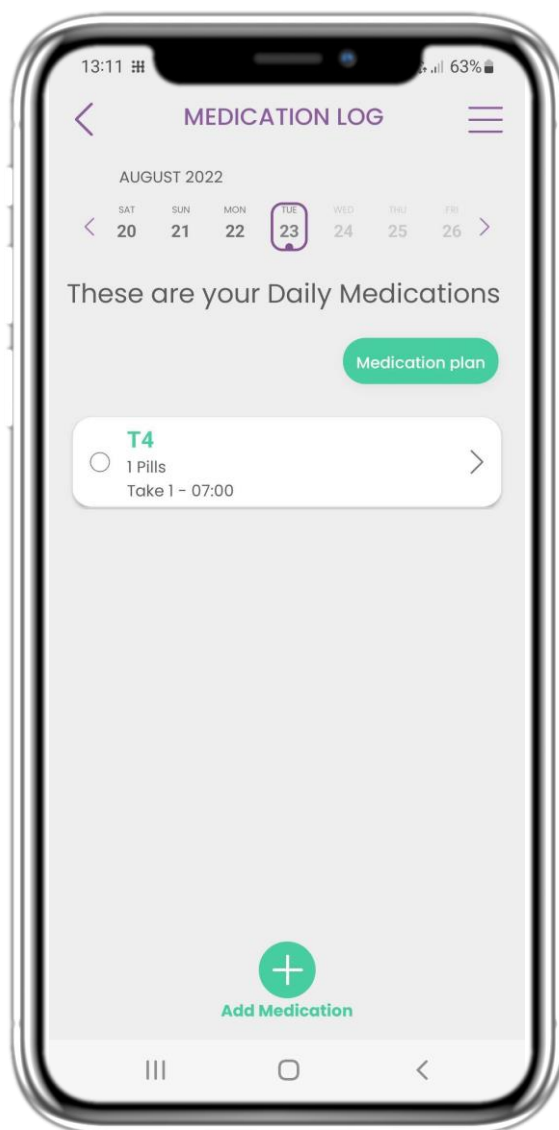 13:11
63%
MEDICATION LOG
AUGUST 2022
SAT SUN MON TUE WED THU FRI
20 21 22 23 24 25 26
These are your Daily Medications
Medication plan
T4
1 Pills
Take 1 - 07:00
Add Medication